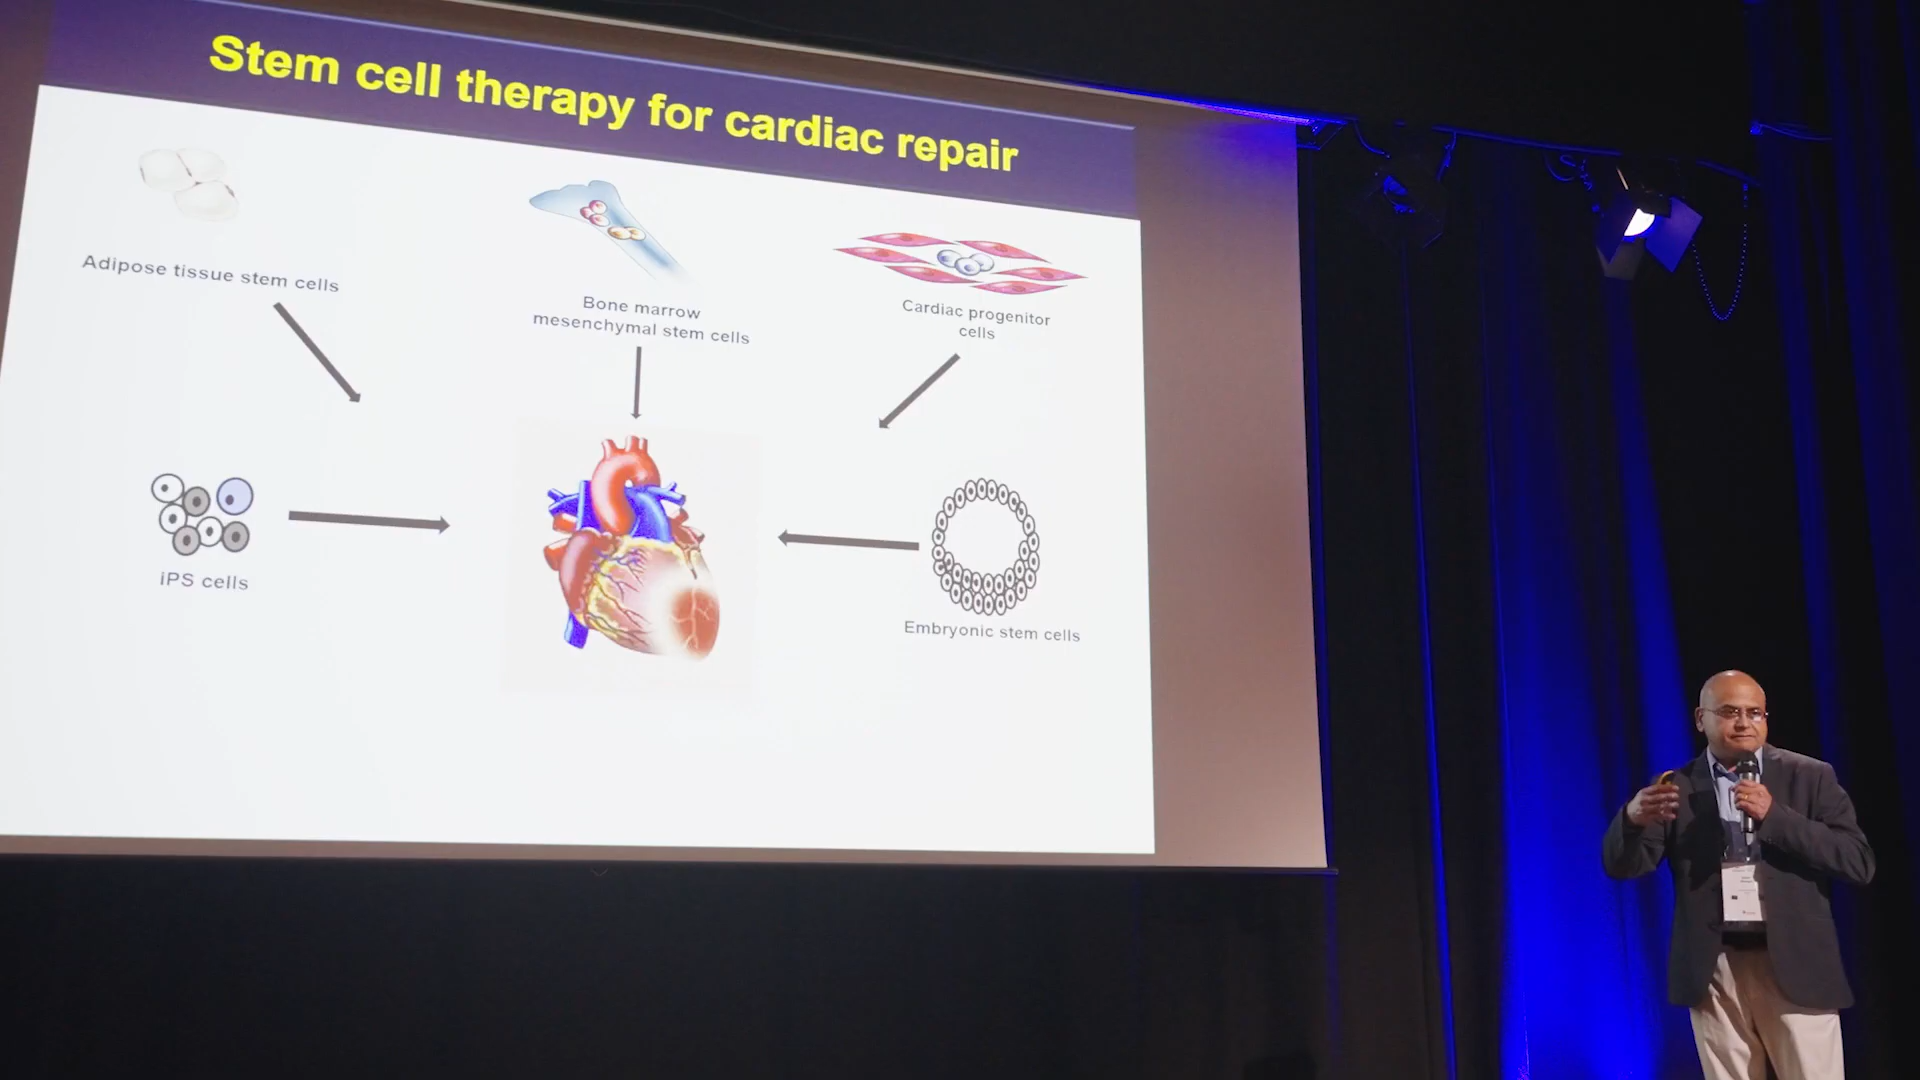 Stem cell therapy for cardiac repair
Adipose tissue stem cells
Bone marrow
mesenchymal stem cells
Cardiac progenitor
cells
iPS cells
Embryonic stem cells